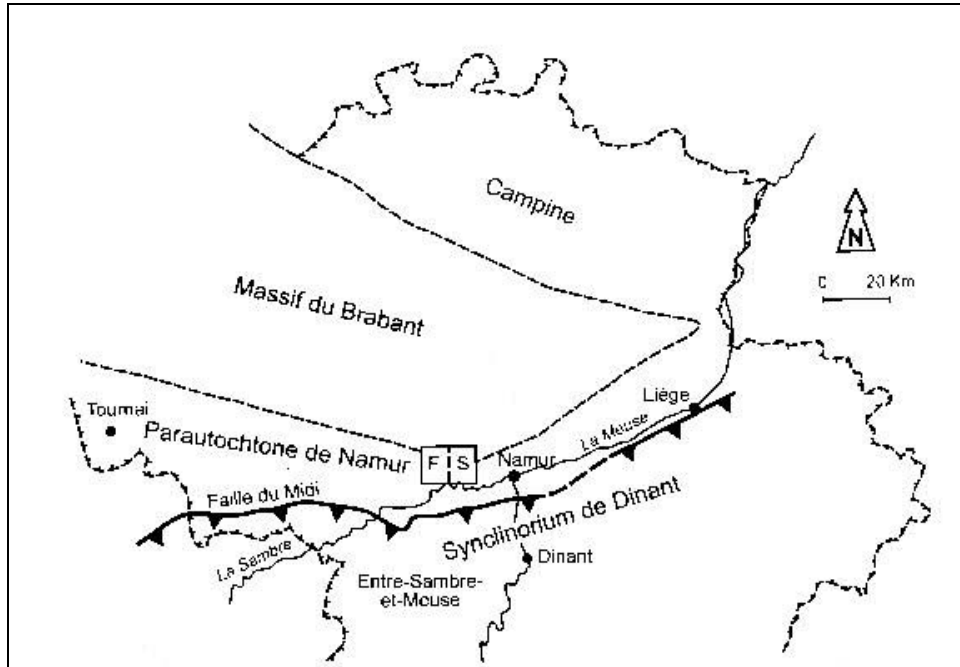 Campine
N
C 20 Km
Massif du Brabant
Liège
Tournai
La Meuse
Parautochtone de Namur
F S
Namur
Faille du Midi
Synclinorium de Dinant
La Sambre
Dinant
Entre-Sambre-
et-Meuse